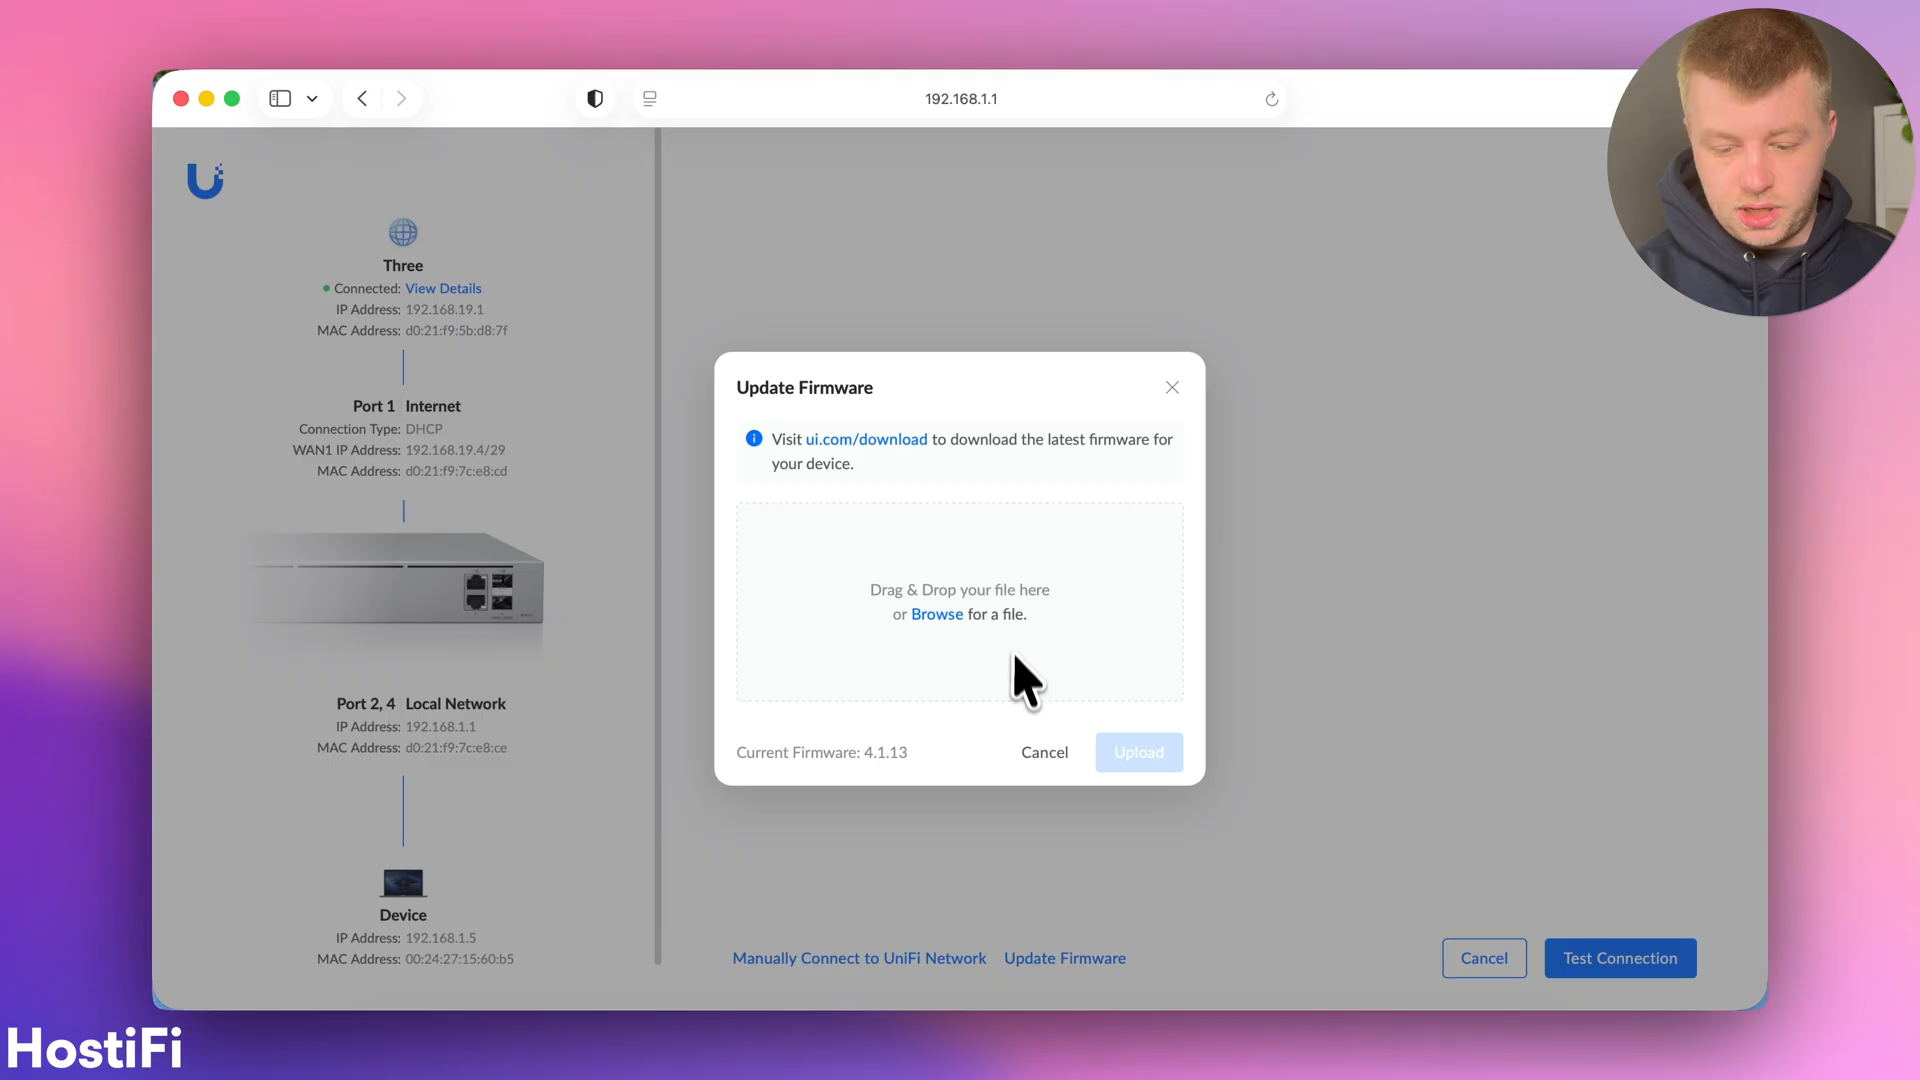 192.168.1.1
Three
Connected: View Details
IP Address: 192.168.19.1
MAC Address: d0:21:f9:5b:d8:7f
Port 1 Internet
Connection Type: DHCP
WAN1 IP Address: 192.168.19.4/29
MAC Address: d0:21:f9:7c:e8:cd
Port 2, 4 Local Network
IP Address: 192.168.1.1
MAC Address: d0:21:f9:7c:e8:ce
Device
IP Address: 192.168.1.5
MAC Address: 00:24:27:15:60:b5
Update Firmware
Visit ui.com/download to download the latest firmware for
your device.
Drag & Drop your file here
or Browse for a file.
Current Firmware: 4.1.13
Cancel
Upload
Manually Connect to UniFi Network
Update Firmware
Cancel
Test Connection
HostiFi